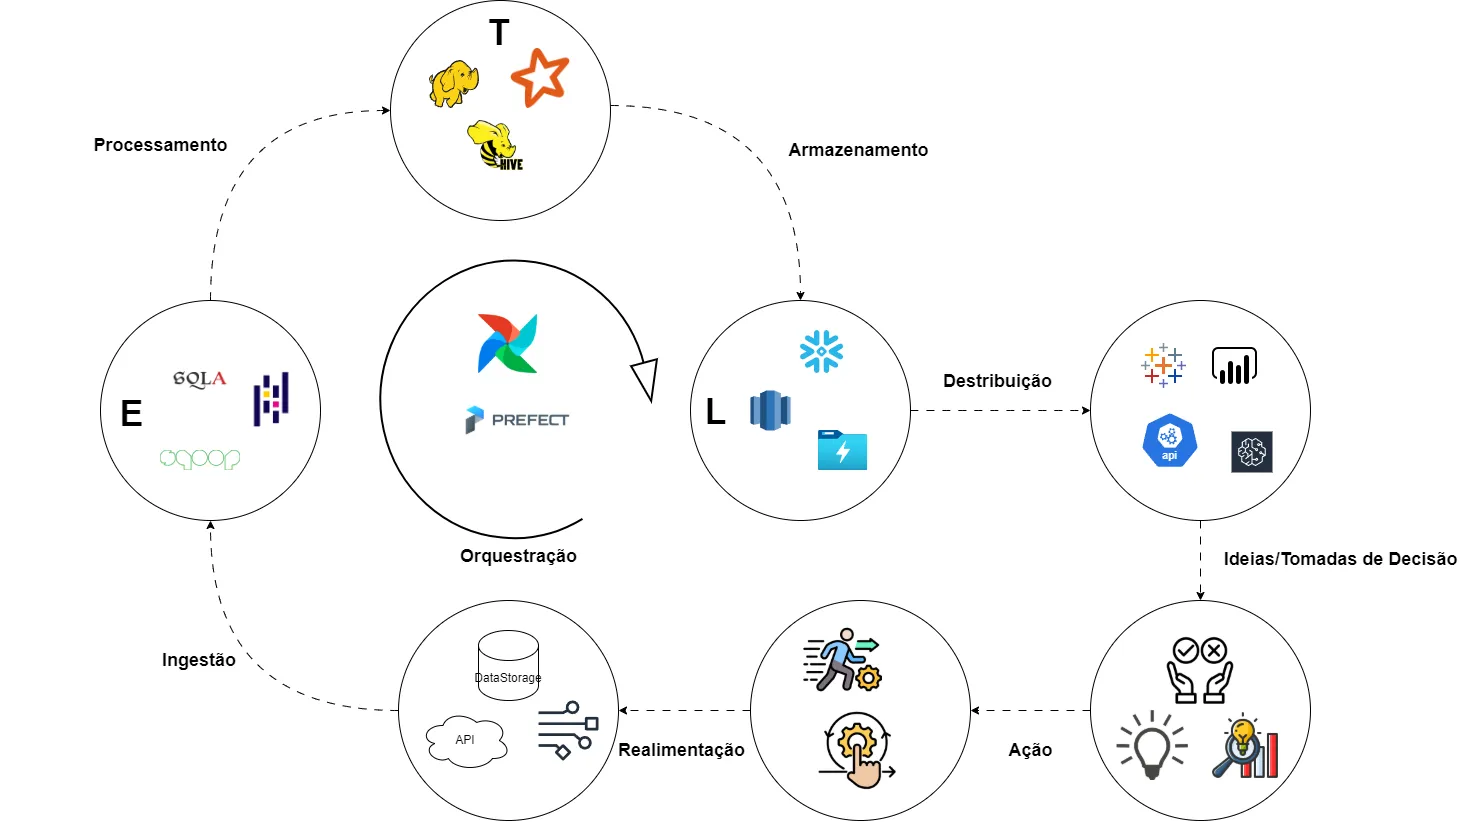 T
HIVE
Processamento
Armazenamento
SQLA
E
sqoop
PREFECT
L
Destribuição
api
Orquestração
Ideias/Tomadas de Decisão
Ingestão
DataStorage
API
Realimentação
Ação